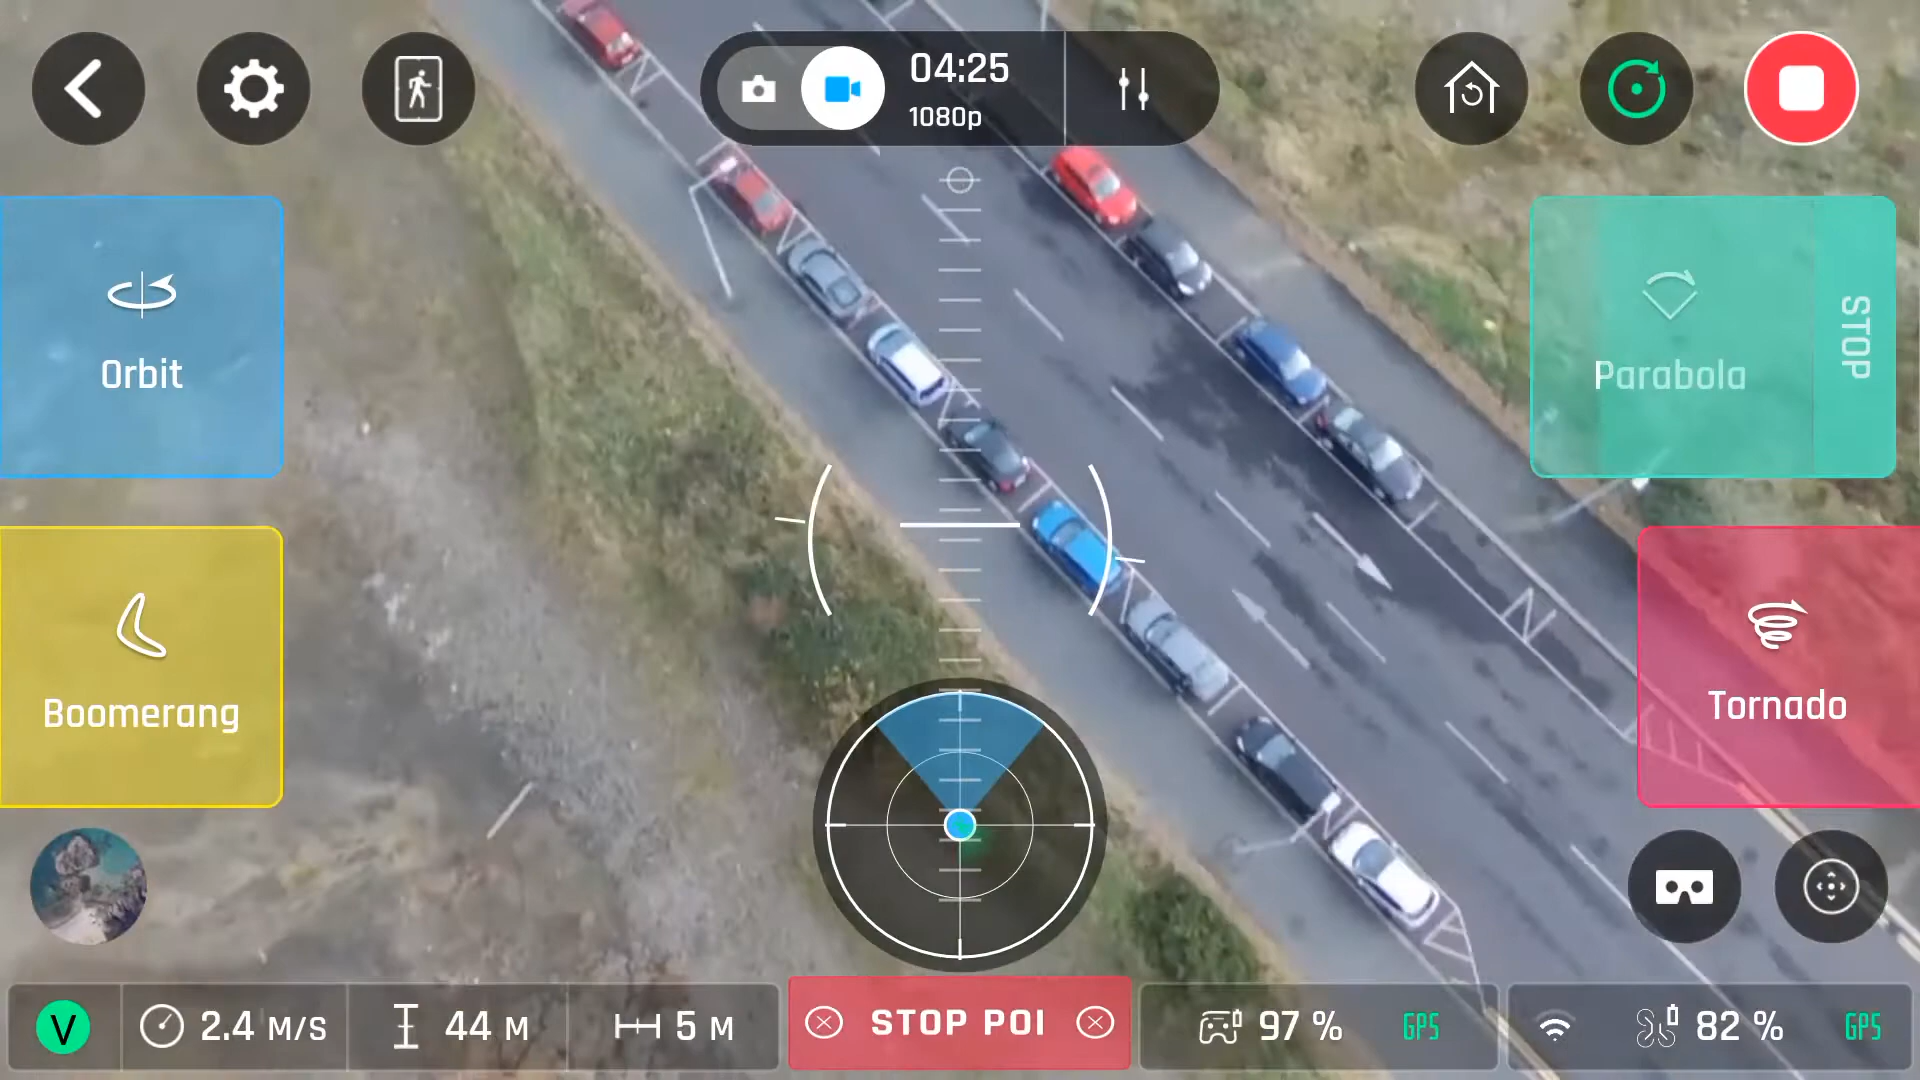 04:25
1080p
Orbit
Parabola
STOP
Boomerang
Tornado
V
2.4 M/S
44 M
5 M
STOP POI
97 %
GPS
82 %
GPS